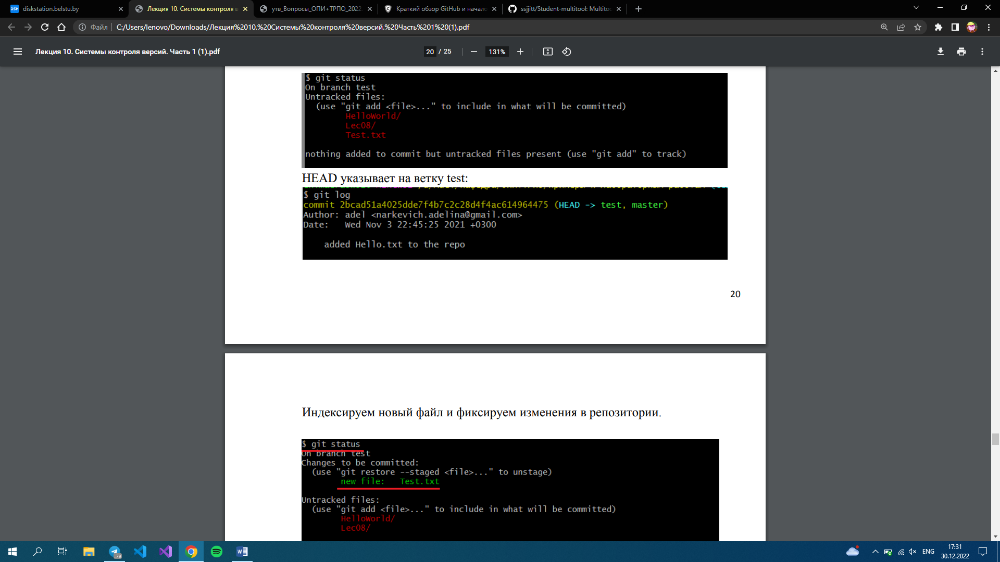 diskstation.belstu.by
Лекция 10. Системы контроля в
утв_Вопросы_ОПИ+ТРПО_2022
Краткий обзор GitHub и начало
ssjjitt/Student-multitool: Multitoo
Файл
C:/Users/lenovo/Downloads/Лекция%2010.%20Системы%20контроля%20версий.%20Часть%201%20(1).pdf
Лекция 10. Системы контроля версий. Часть 1 (1).pdf
20 / 25
131%
$ git status
On branch test
Untracked files:
(use "git add <file>..." to include in what will be committed)
HelloWorld/
Lec08/
Test.txt
nothing added to commit but untracked files present (use "git add" to track)
HEAD указывает на ветку test:
$ git log
commit 2bcad51a4025dde7f4b7c2c28d4f4ac614964475 (HEAD -> test, master)
Author: adel <narkevich.adelina@gmail.com>
Date: Wed Nov 3 22:45:25 2021 +0300
added Hello.txt to the repo
20
Индексируем новый файл и фиксируем изменения в репозитории.
$ git status
On branch test
Changes to be committed:
(use "git restore --staged <file>..." to unstage)
new file: Test.txt
Untracked files:
(use "git add <file>..." to include in what will be committed)
HelloWorld/
Lec08/
79
ENG
17:31
30.12.2022